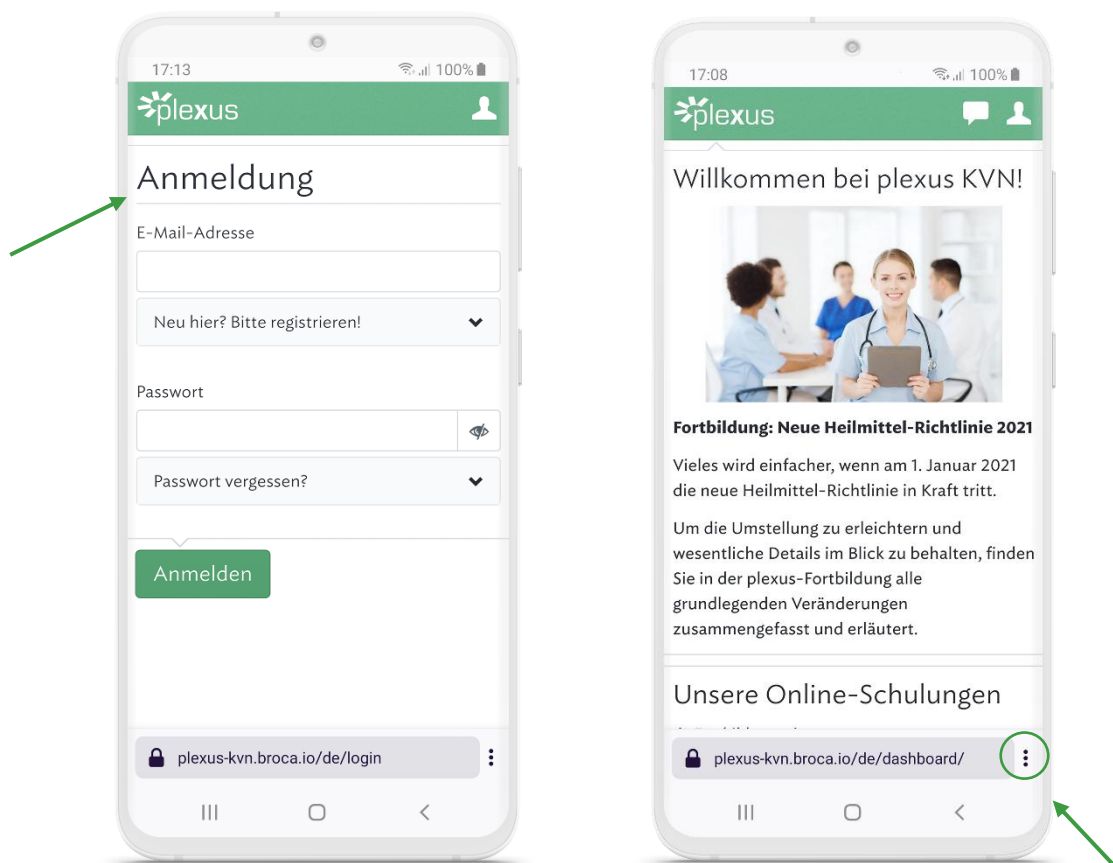 17:13
100%
plexus
Anmeldung
E-Mail-Adresse
Neu hier? Bitte registrieren!
Passwort
Passwort vergessen?
Anmelden
plexus-kvn.broca.io/de/login
17:08
100%
plexus
Willkommen bei plexus KVN!
Fortbildung: Neue Heilmittel-Richtlinie 2021
Vieles wird einfacher, wenn am 1. Januar 2021
die neue Heilmittel-Richtlinie in Kraft tritt.
Um die Umstellung zu erleichtern und
wesentliche Details im Blick zu behalten, finden
Sie in der plexus-Fortbildung alle
grundlegenden Veränderungen
zusammengefasst und erläutert.
Unsere Online-Schulungen
plexus-kvn.broca.io/de/dashboard/